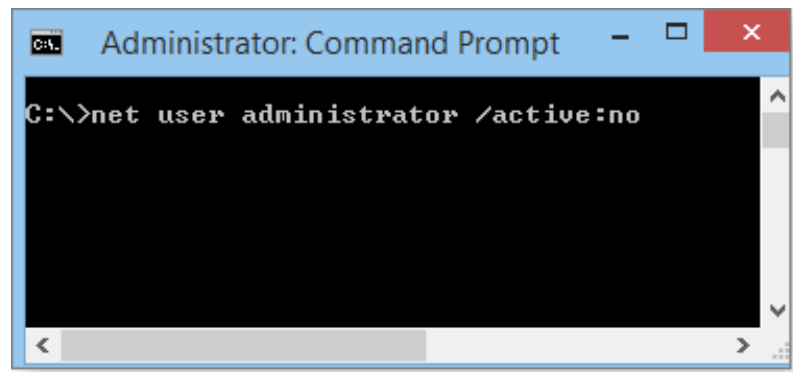 Administrator: Command Prompt
C:\>net user administrator /active:no